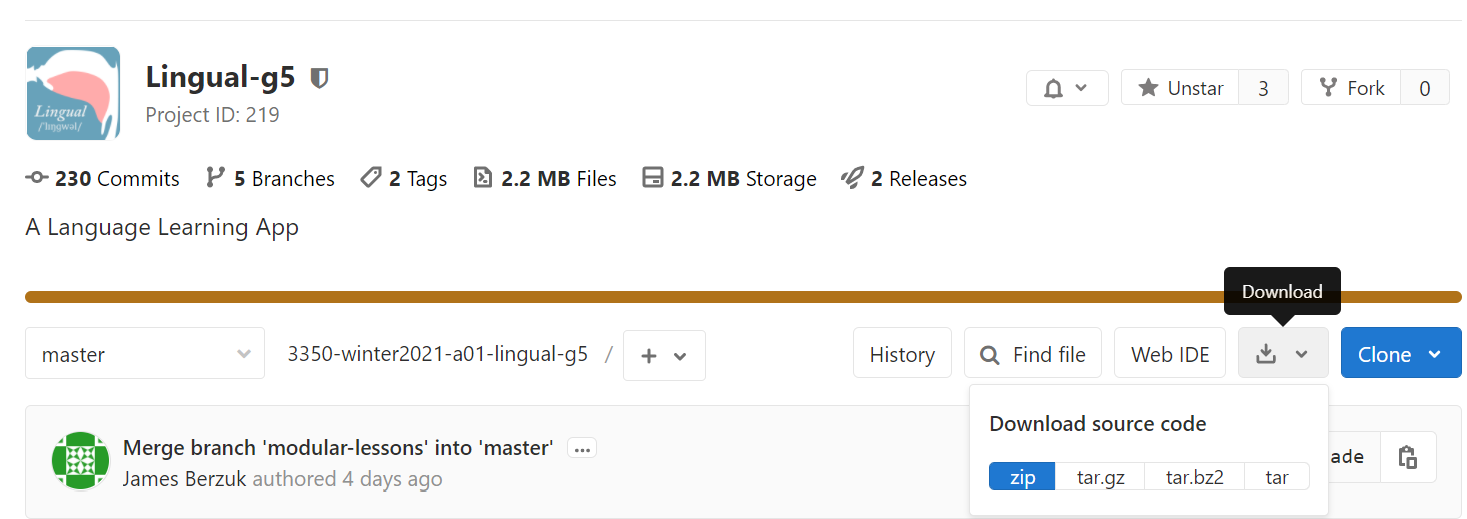 Lingual-g5
Project ID: 219
Lingual
/ˈlɪŋɡwəl/
Unstar 3
Fork 0
230 Commits 5 Branches 2 Tags 2.2 MB Files 2.2 MB Storage 2 Releases
A Language Learning App
Download
master 3350-winter2021-a01-lingual-g5 / + History Find file Web IDE Clone
Merge branch 'modular-lessons' into 'master' ...
James Berzuk authored 4 days ago
ade
Download source code
zip tar.gz tar.bz2 tar